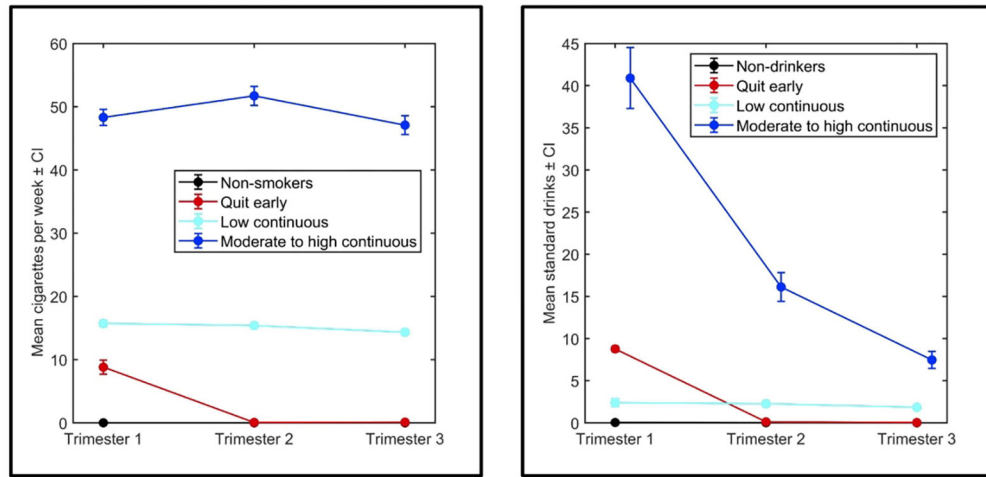 60
50
40
30
20
10
0
Mean cigarettes per week ± CI
Non-smokers
Quit early
Low continuous
Moderate to high continuous
Trimester 1
Trimester 2
Trimester 3
45
40
35
30
25
20
15
10
5
0
Mean standard drinks ± CI
Non-drinkers
Quit early
Low continuous
Moderate to high continuous
Trimester 1
Trimester 2
Trimester 3